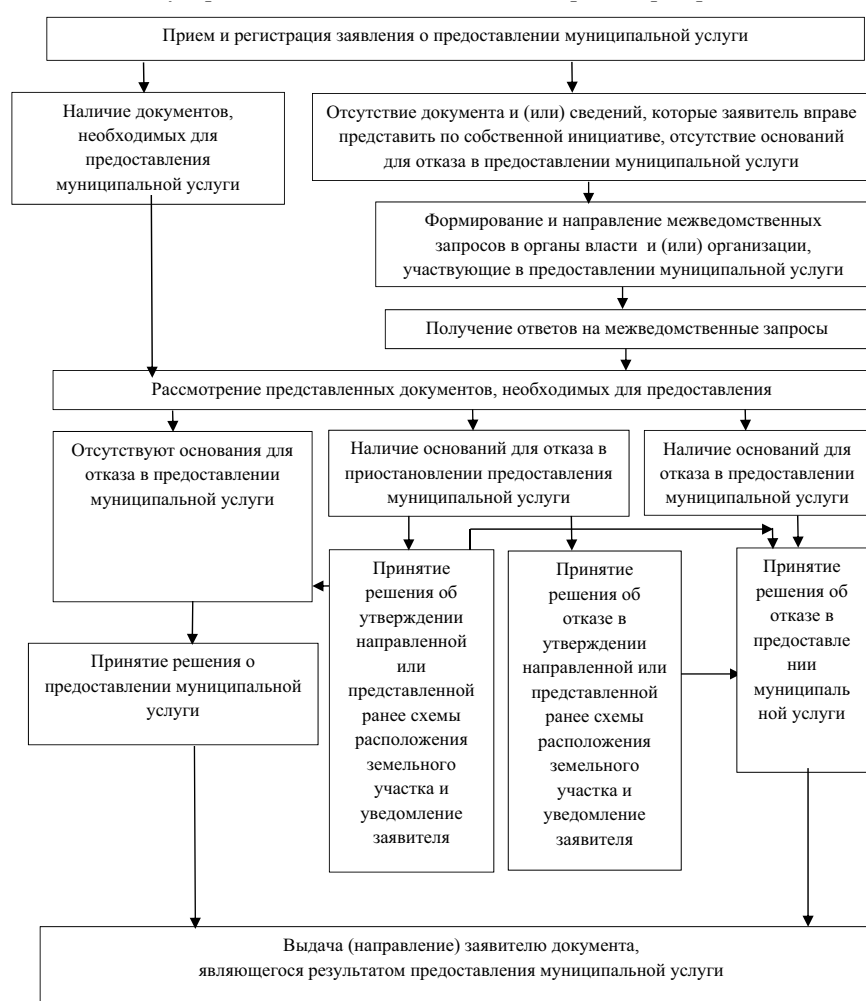 Прием и регистрация заявления о предоставлении муниципальной услуги
Наличие документов,
необходимых для
предоставления
муниципальной услуги
Отсутствие документа и (или) сведений, которые заявитель вправе
представить по собственной инициативе, отсутствие оснований
для отказа в предоставлении муниципальной услуги
Формирование и направление межведомственных
запросов в органы власти и (или) организации,
участвующие в предоставлении муниципальной услуги
Получение ответов на межведомственные запросы
Рассмотрение представленных документов, необходимых для предоставления
Отсутствуют основания для
отказа в предоставлении
муниципальной услуги
Наличие оснований для отказа в
приостановлении предоставления
муниципальной услуги
Наличие оснований для
отказа в предоставлении
муниципальной услуги
Принятие
решения об
утверждении
направленной
или
представленной
ранее схемы
расположения
земельного
участка и
уведомление
заявителя
Принятие
решения об
отказе в
утверждении
направленной или
представленной
ранее схемы
расположения
земельного
участка и
уведомление
заявителя
Принятие
решения об
отказе в
предоставле
нии
муниципаль
ной услуги
Принятие решения о
предоставлении муниципальной
услуги
Выдача (направление) заявителю документа,
являющегося результатом предоставления муниципальной услуги